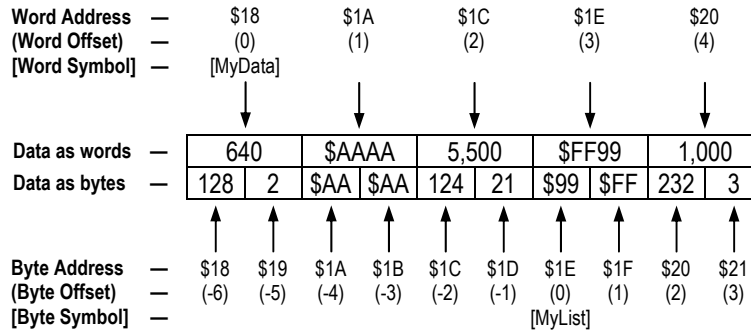 Word Address — $18 $1A $1C $1E $20
(Word Offset) — (0) (1) (2) (3) (4)
[Word Symbol] — [MyData]
Data as words — 640 $AAAA 5,500 $FF99 1,000
Data as bytes — 128 2 $AA $AA 124 21 $99 $FF 232 3
Byte Address — $18 $19 $1A $1B $1C $1D $1E $1F $20 $21
(Byte Offset) — (-6) (-5) (-4) (-3) (-2) (-1) (0) (1) (2) (3)
[Byte Symbol] — [MyList]